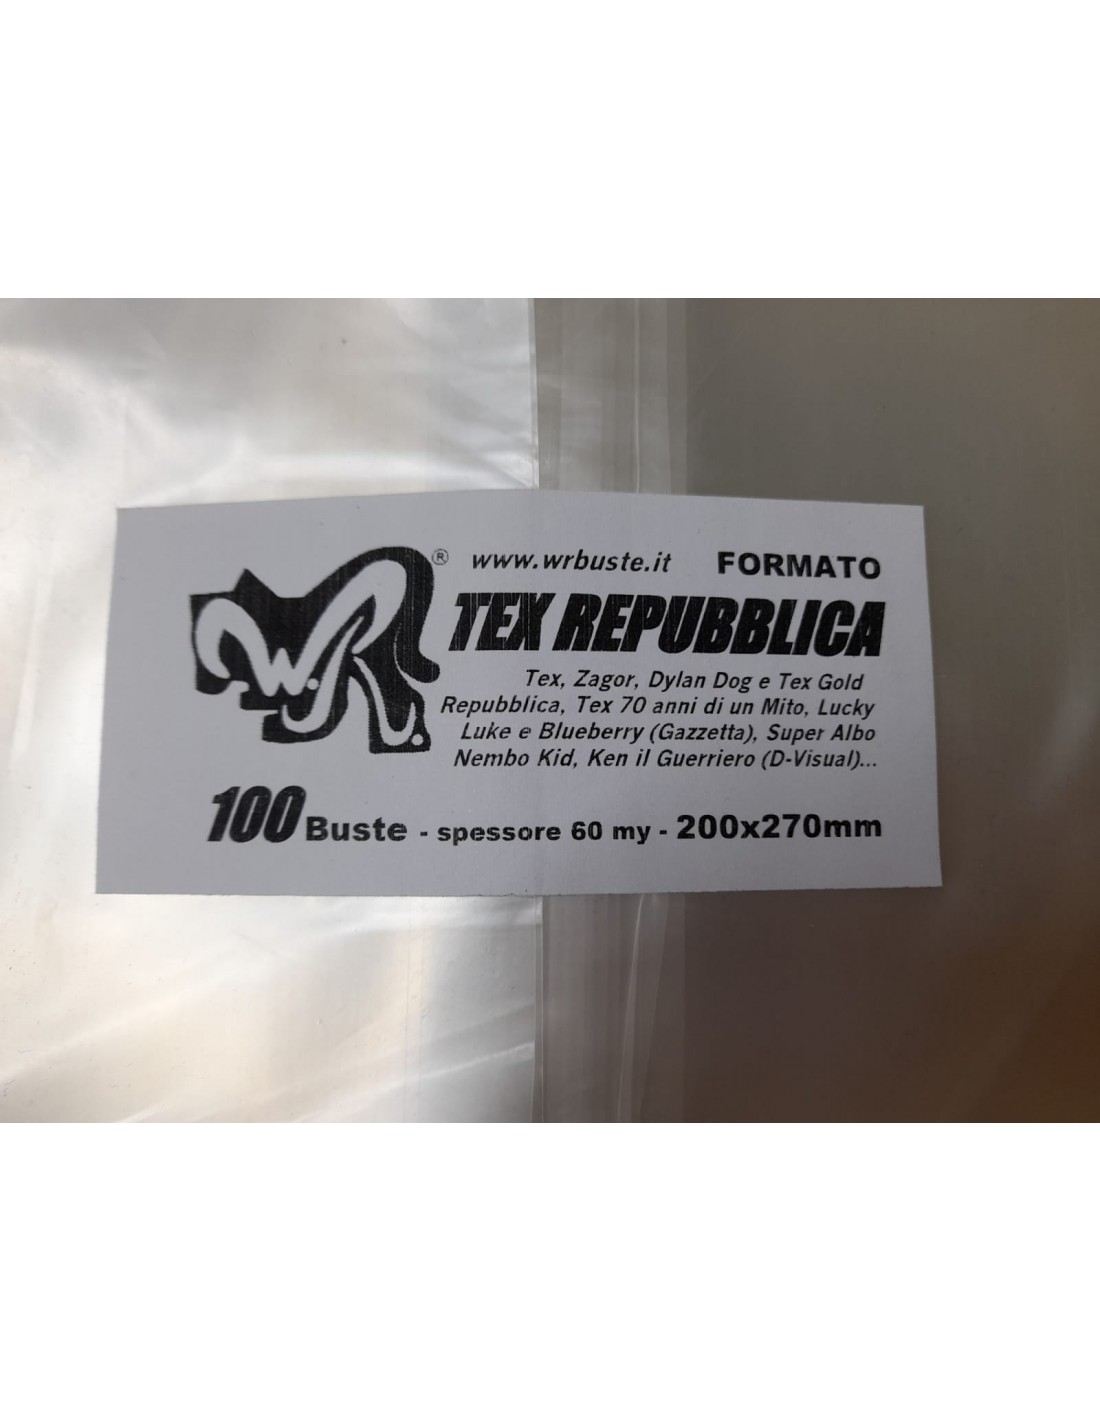 W.R.®
www.wrbuste.it FORMATO
TEX REPUBBLICA
Tex, Zagor, Dylan Dog e Tex Gold
Repubblica, Tex 70 anni di un Mito, Lucky
Luke e Blueberry (Gazzetta), Super Albo
Nembo Kid, Ken il Guerriero (D-Visual)...
100 Buste - spessore 60 my - 200x270mm